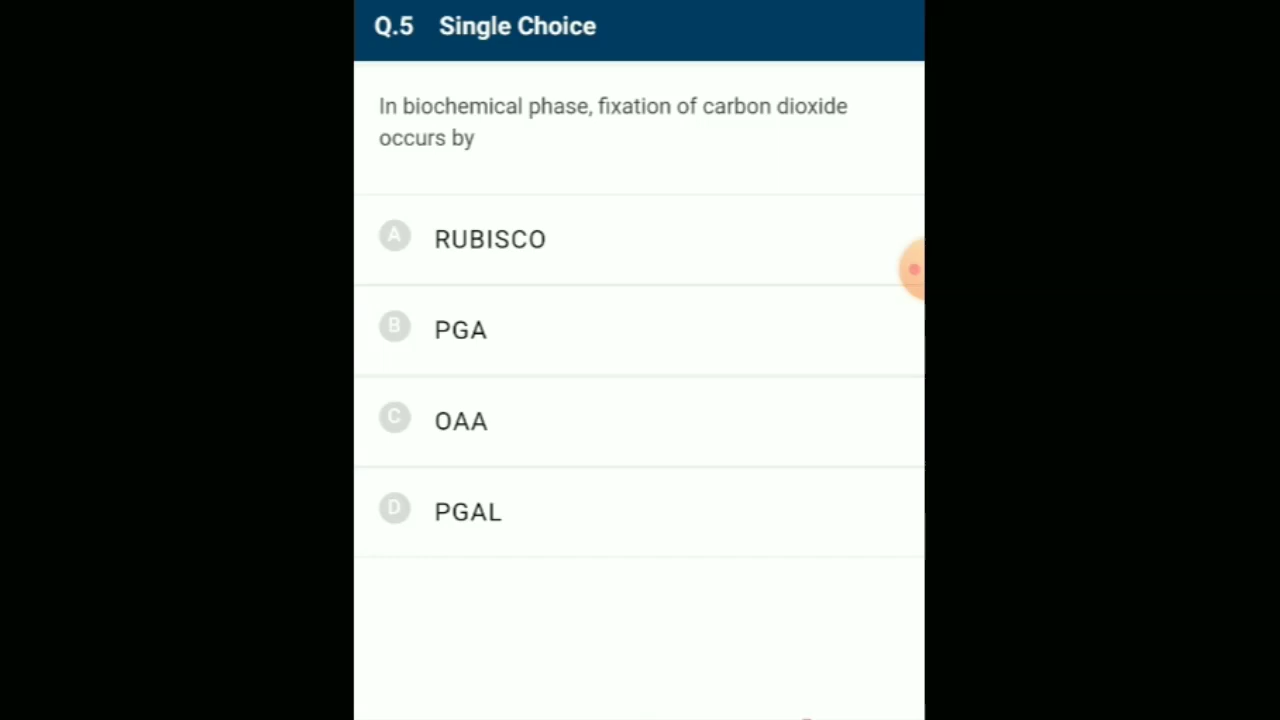 Q.5 Single Choice
In biochemical phase, fixation of carbon dioxide
occurs by
A RUBISCO
B PGA
C OAA
D PGAL